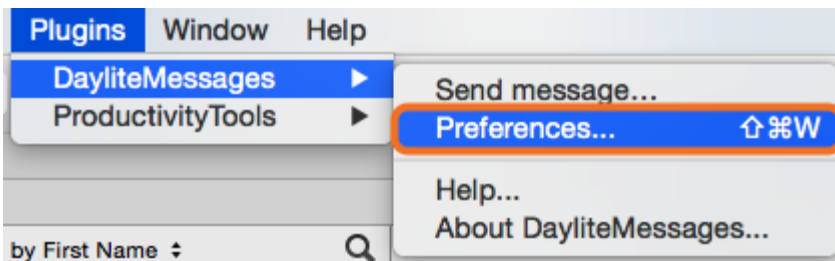 Plugins Window Help
DayliteMessages ▶
ProductivityTools ▶
Send message...
Preferences... ⇧⌘W
Help...
About DayliteMessages...
by First Name